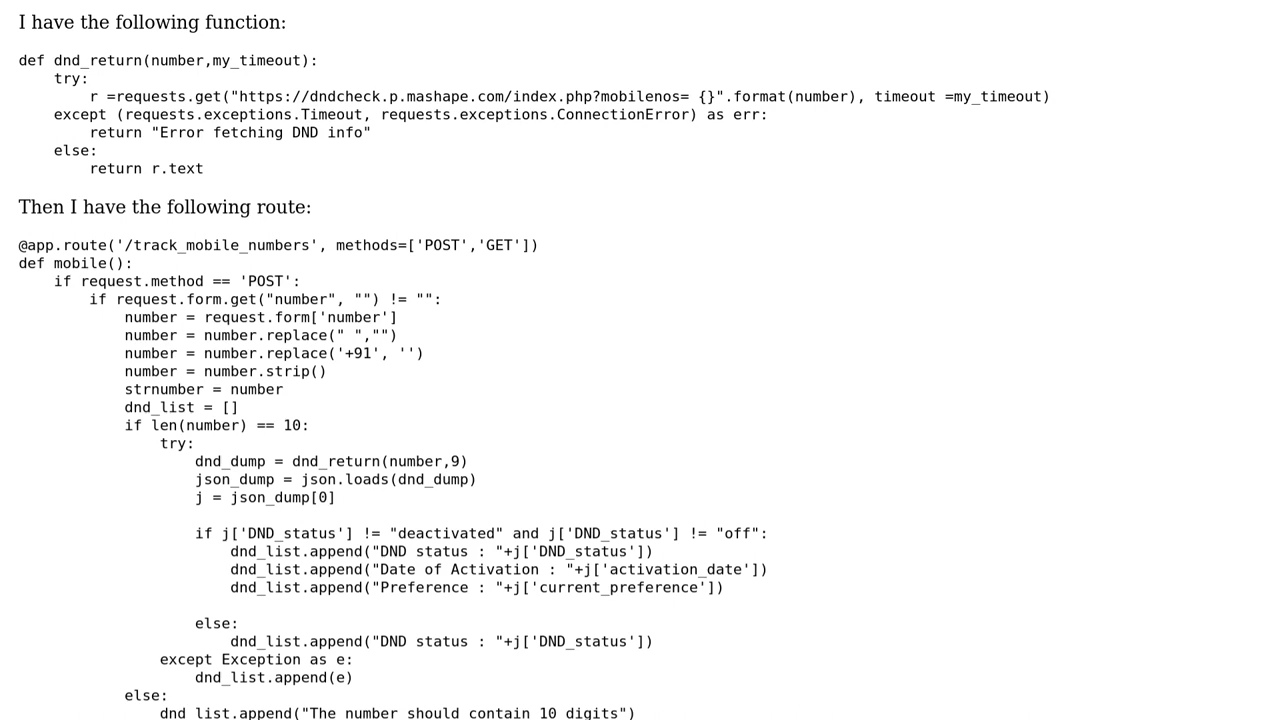 I have the following function:
def dnd_return(number,my_timeout):
    try:
        r =requests.get("https://dndcheck.p.mashape.com/index.php?mobilenos= {}".format(number), timeout =my_timeout)
    except (requests.exceptions.Timeout, requests.exceptions.ConnectionError) as err:
        return "Error fetching DND info"
    else:
        return r.text
Then I have the following route:
@app.route('/track_mobile_numbers', methods=['POST','GET'])
def mobile():
    if request.method == 'POST':
        if request.form.get("number", "") != "":
            number = request.form['number']
            number = number.replace(" ","")
            number = number.replace('+91', '')
            number = number.strip()
            strnumber = number
            dnd_list = []
            if len(number) == 10:
                try:
                    dnd_dump = dnd_return(number,9)
                    json_dump = json.loads(dnd_dump)
                    j = json_dump[0]
                    if j['DND_status'] != "deactivated" and j['DND_status'] != "off":
                        dnd_list.append("DND status : "+j['DND_status'])
                        dnd_list.append("Date of Activation : "+j['activation_date'])
                        dnd_list.append("Preference : "+j['current_preference'])
                    else:
                        dnd_list.append("DND status : "+j['DND_status'])
                except Exception as e:
                    dnd_list.append(e)
            else:
                dnd_list.append("The number should contain 10 digits")